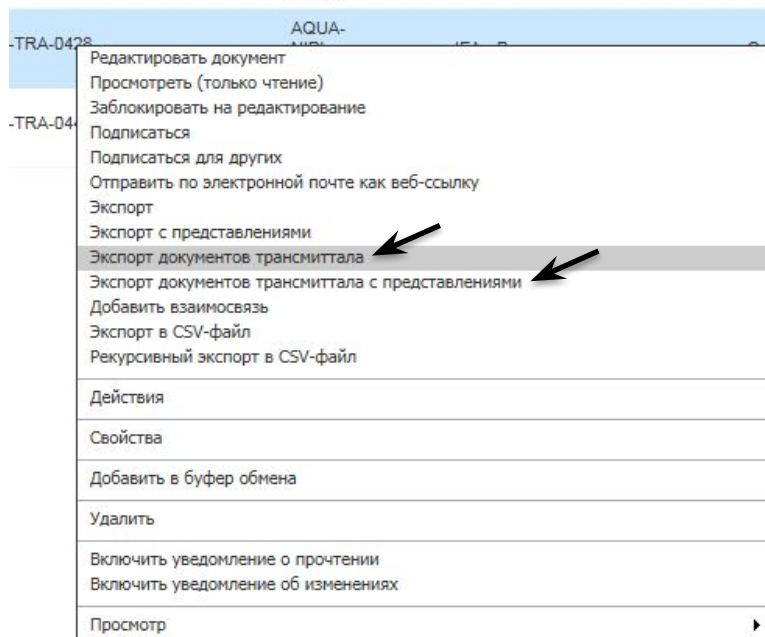 AQUA-
-TRA-0428
Редактировать документ
Просмотреть (только чтение)
Заблокировать на редактирование
-TRA-044
Подписаться
Подписаться для других
Отправить по электронной почте как веб-ссылку
Экспорт
Экспорт с представлениями
Экспорт документов трансмиттала
Экспорт документов трансмиттала с представлениями
Добавить взаимосвязь
Экспорт в CSV-файл
Рекурсивный экспорт в CSV-файл
Действия
Свойства
Добавить в буфер обмена
Удалить
Включить уведомление о прочтении
Включить уведомление об изменениях
Просмотр